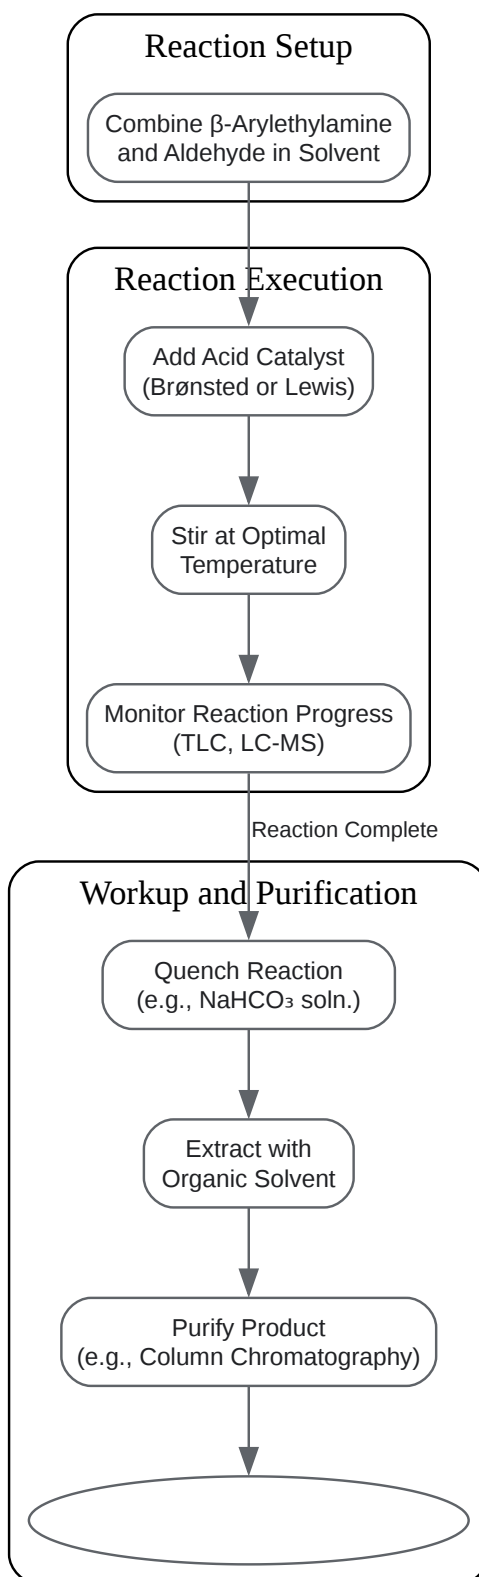 Reaction Setup
Combine β-Arylethylamine
and Aldehyde in Solvent
Reaction Execution
Add Acid Catalyst
(Brønsted or Lewis)
Stir at Optimal
Temperature
Monitor Reaction Progress
(TLC, LC-MS)
Reaction Complete
Workup and Purification
Quench Reaction
(e.g., NaHCO₃ soln.)
Extract with
Organic Solvent
Purify Product
(e.g., Column Chromatography)